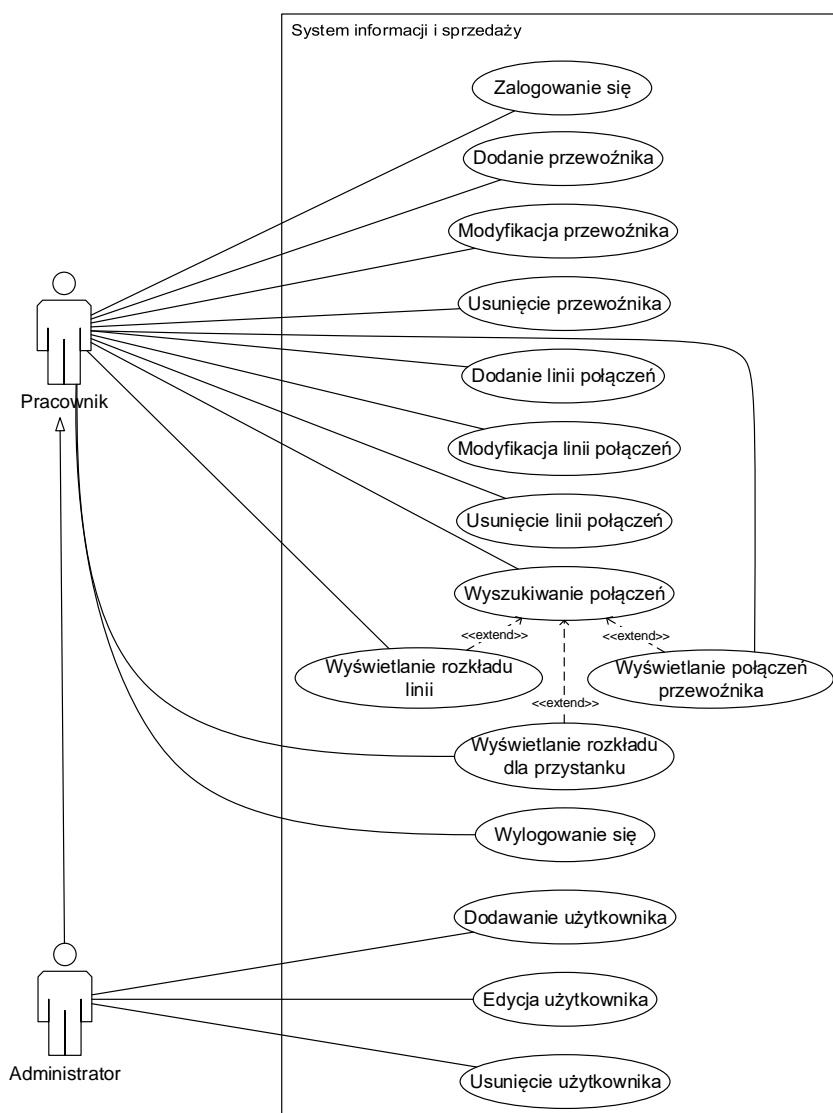 System informacji i sprzedaży
Zalogowanie się
Dodanie przewoźnika
Modyfikacja przewoźnika
Usunięcie przewoźnika
Dodanie linii połączeń
Pracownik
Modyfikacja linii połączeń
Usunięcie linii połączeń
Wyszukiwanie połączeń
<<extend>>
<<extend>>
Wyświetlanie rozkładu
linii
Wyświetlanie połączeń
przewoźnika
<<extend>>
Wyświetlanie rozkładu
dla przystanku
Wylogowanie się
Dodawanie użytkownika
Edycja użytkownika
Administrator
Usunięcie użytkownika